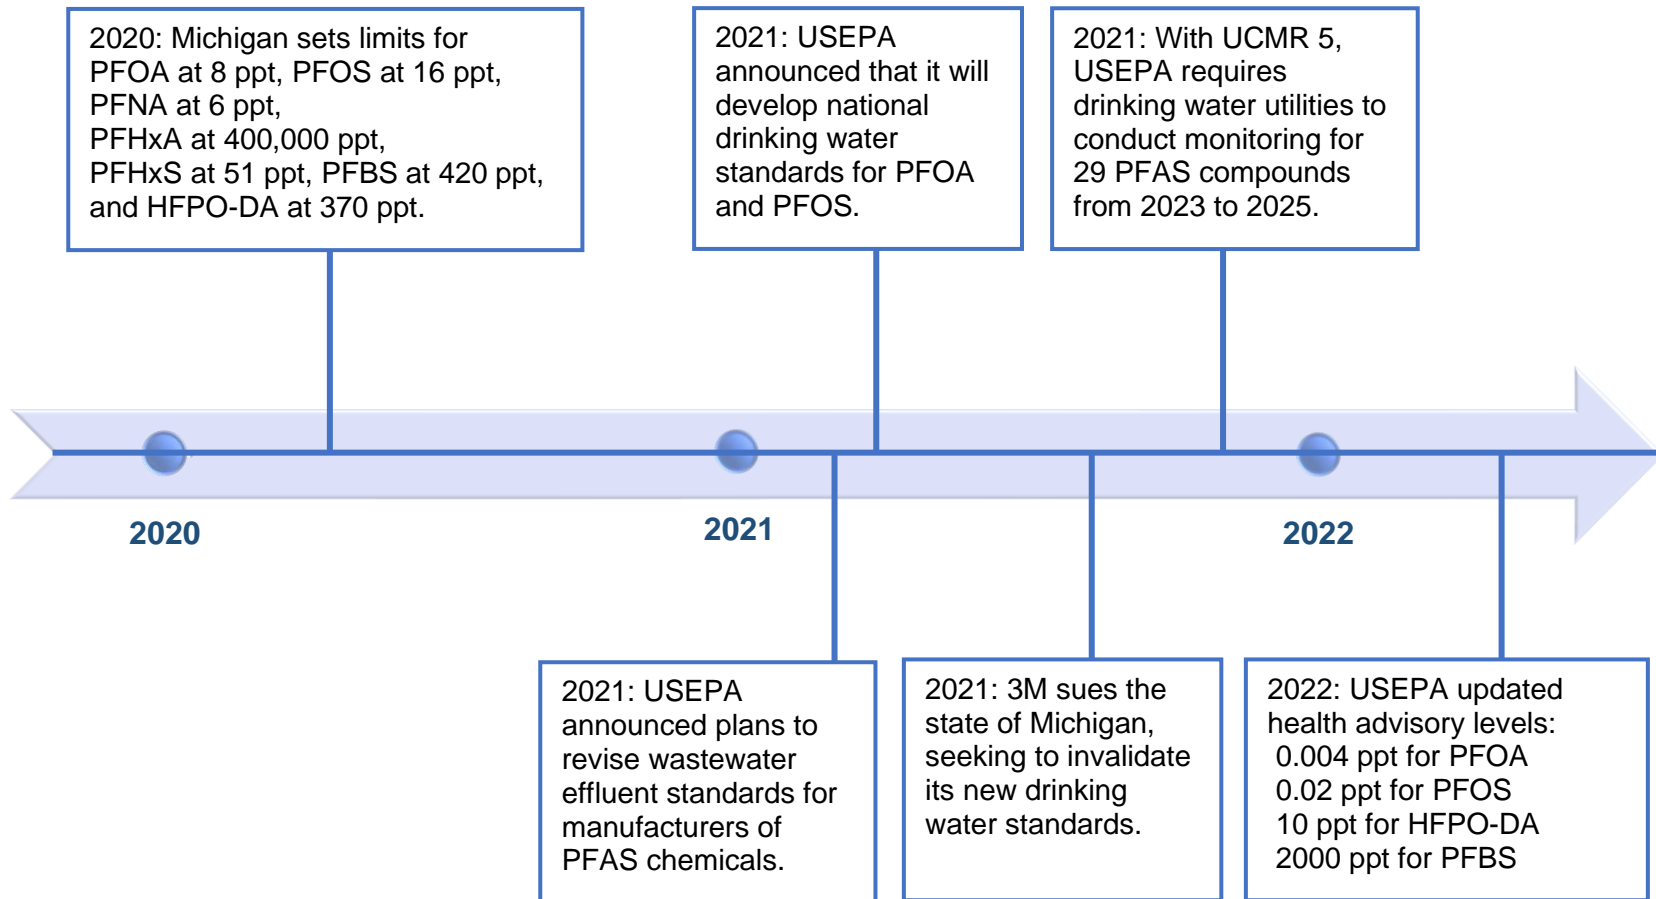 2020: Michigan sets limits for
PFOA at 8 ppt, PFOS at 16 ppt,
PFNA at 6 ppt,
PFHxA at 400,000 ppt,
PFHxS at 51 ppt, PFBS at 420 ppt,
and HFPO-DA at 370 ppt.
2021: USEPA
announced that it will
develop national
drinking water
standards for PFOA
and PFOS.
2021: With UCMR 5,
USEPA requires
drinking water utilities to
conduct monitoring for
29 PFAS compounds
from 2023 to 2025.
2020
2021
2022
2021: USEPA
announced plans to
revise wastewater
effluent standards for
manufacturers of
PFAS chemicals.
2021: 3M sues the
state of Michigan,
seeking to invalidate
its new drinking
water standards.
2022: USEPA updated
health advisory levels:
0.004 ppt for PFOA
0.02 ppt for PFOS
10 ppt for HFPO-DA
2000 ppt for PFBS